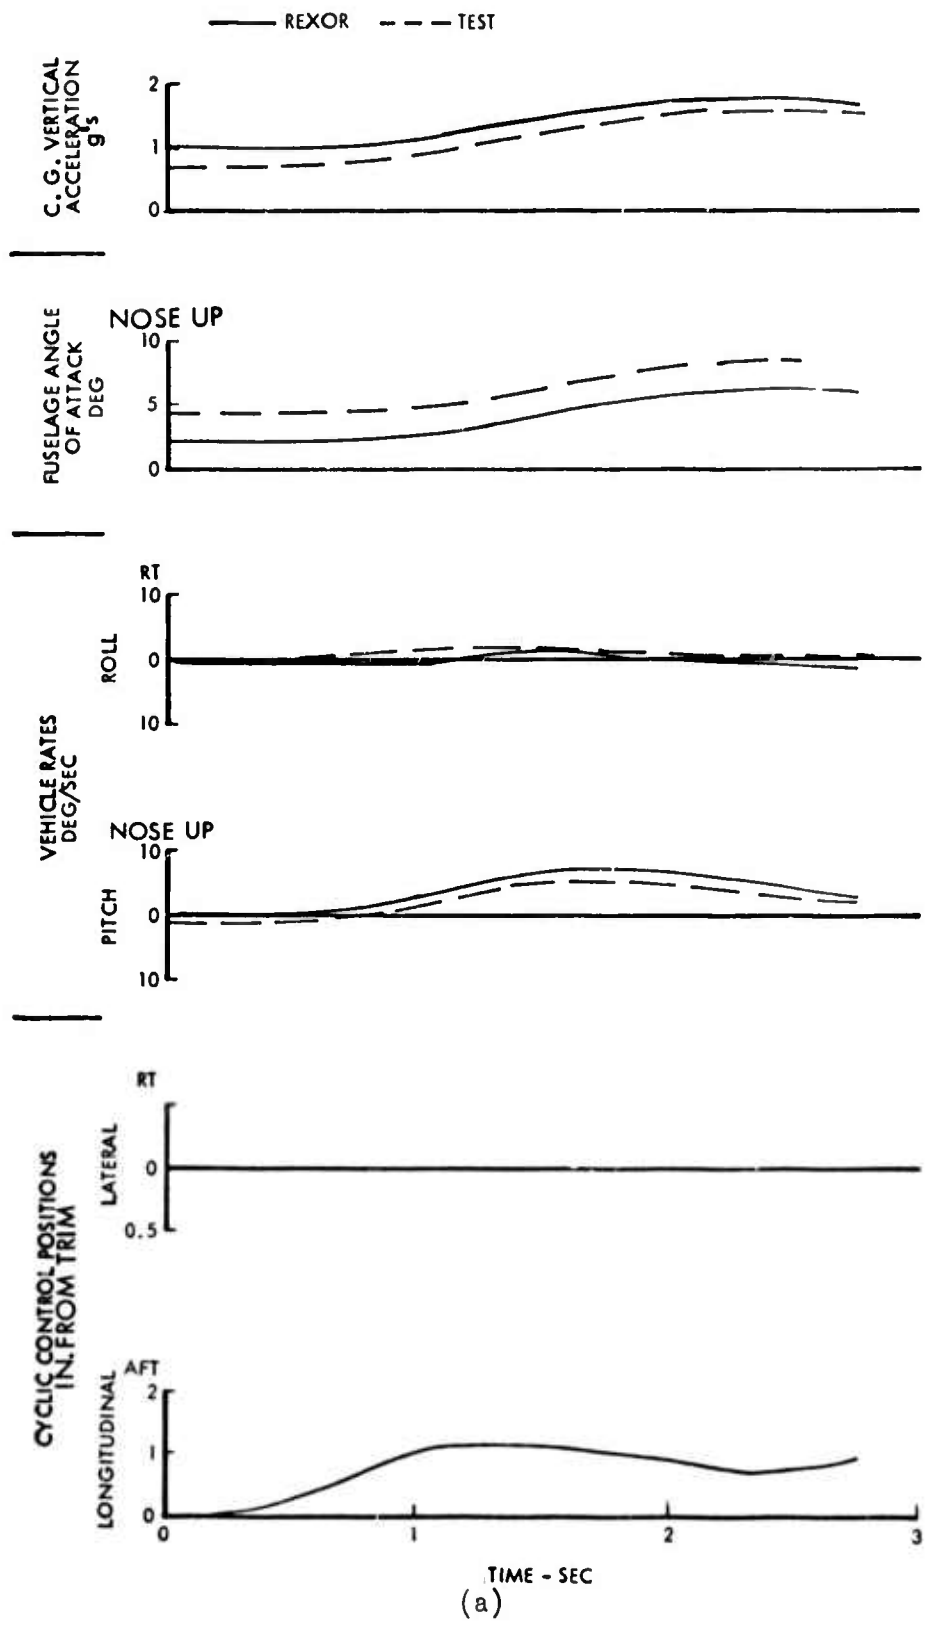 REXOR TEST
C. G. VERTICAL
ACCELERATION
g's
2
1
0
NOSE UP
FUSELAGE ANGLE
OF ATTACK
DEG
10
5
0
VEHICLE RATES
DEG/SEC
RT
ROLL
10
0
10
NOSE UP
PITCH
10
0
10
CYCLIC CONTROL POSITIONS
IN. FROM TRIM
RT
LATERAL
0
0.5
AFT
LONGITUDINAL
2
1
0
0 1 2 3
TIME - SEC
(a)